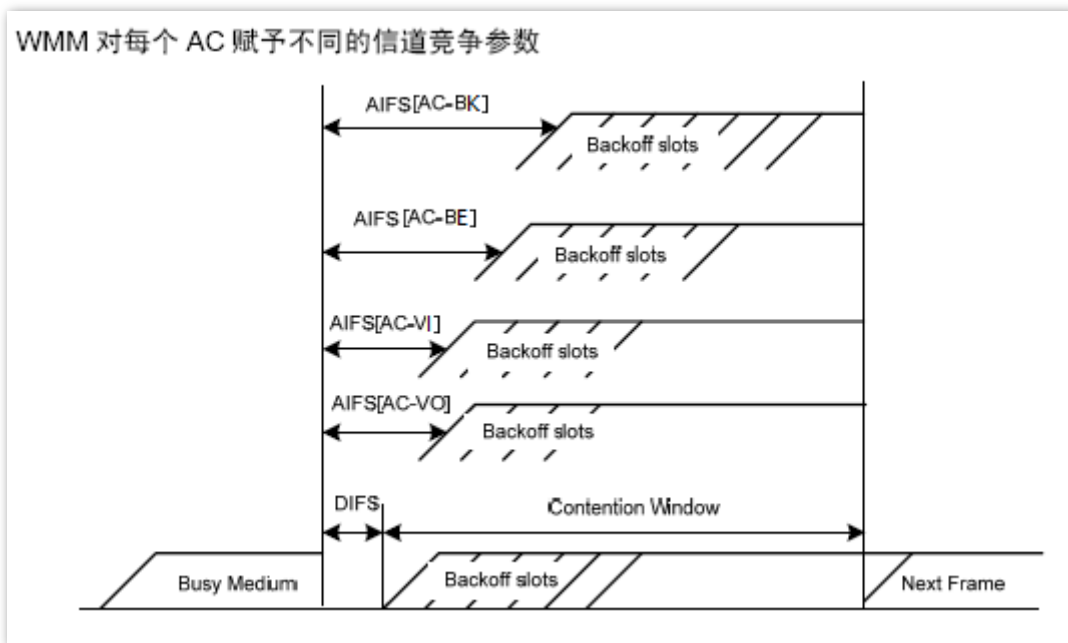 WMM 对每个 AC 赋予不同的信道竞争参数
AIFS[AC-BK]
Backoff slots
AIFS[AC-BE]
Backoff slots
AIFS[AC-VI]
Backoff slots
AIFS[AC-VO]
Backoff slots
DIFS
Contention Window
Busy Medium
Backoff slots
Next Frame